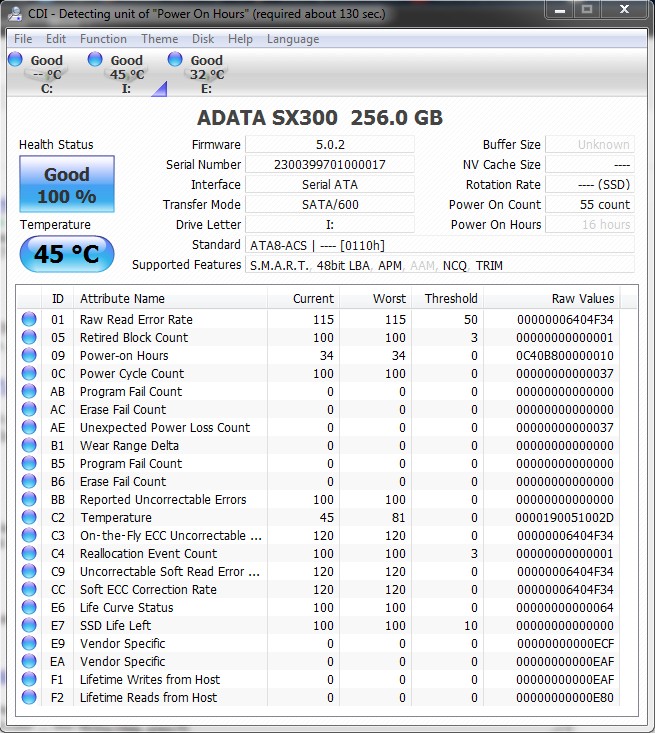 CDI - Detecting unit of "Power On Hours" (required about 130 sec.)
File Edit Function Theme Disk Help Language
Good Good Good
-- °C 45 °C 32 °C
C: I: E:
ADATA SX300 256.0 GB
Health Status
Good
100 %
Temperature
45 °C
Firmware 5.0.2 Buffer Size Unknown
Serial Number 2300399701000017 NV Cache Size ----
Interface Serial ATA Rotation Rate ---- (SSD)
Transfer Mode SATA/600 Power On Count 55 count
Drive Letter I: Power On Hours 16 hours
Standard ATA8-ACS | ---- [0110h]
Supported Features S.M.A.R.T., 48bit LBA, APM, AAM, NCQ, TRIM
ID Attribute Name Current Worst Threshold Raw Values
01 Raw Read Error Rate 115 115 50 00000006404F34
05 Retired Block Count 100 100 3 00000000000001
09 Power-on Hours 34 34 0 0C40B800000010
0C Power Cycle Count 100 100 0 00000000000037
AB Program Fail Count 0 0 0 00000000000000
AC Erase Fail Count 0 0 0 00000000000000
AE Unexpected Power Loss Count 0 0 0 00000000000037
B1 Wear Range Delta 0 0 0 00000000000000
B5 Program Fail Count 0 0 0 00000000000000
B6 Erase Fail Count 0 0 0 00000000000000
BB Reported Uncorrectable Errors 100 100 0 00000000000000
C2 Temperature 45 81 0 0000190051002D
C3 On-the-Fly ECC Uncorrectable ... 120 120 0 00000006404F34
C4 Reallocation Event Count 100 100 3 00000000000001
C9 Uncorrectable Soft Read Error ... 120 120 0 00000006404F34
CC Soft ECC Correction Rate 120 120 0 00000006404F34
E6 Life Curve Status 100 100 0 00000000000064
E7 SSD Life Left 100 100 10 00000000000000
E9 Vendor Specific 0 0 0 00000000000ECF
EA Vendor Specific 0 0 0 00000000000EAF
F1 Lifetime Writes from Host 0 0 0 00000000000EAF
F2 Lifetime Reads from Host 0 0 0 00000000000E80